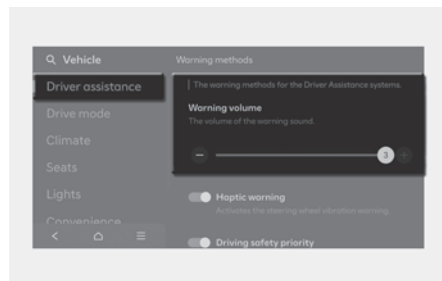 Vehicle
Warning methods
Driver assistance
The warning methods for the Driver Assistance systems.
Drive mode
Warning volume
The volume of the warning sound.
Climate
3
Seats
Lights
Haptic warning
Activates the steering wheel vibration warning.
Convenience
Driving safety priority